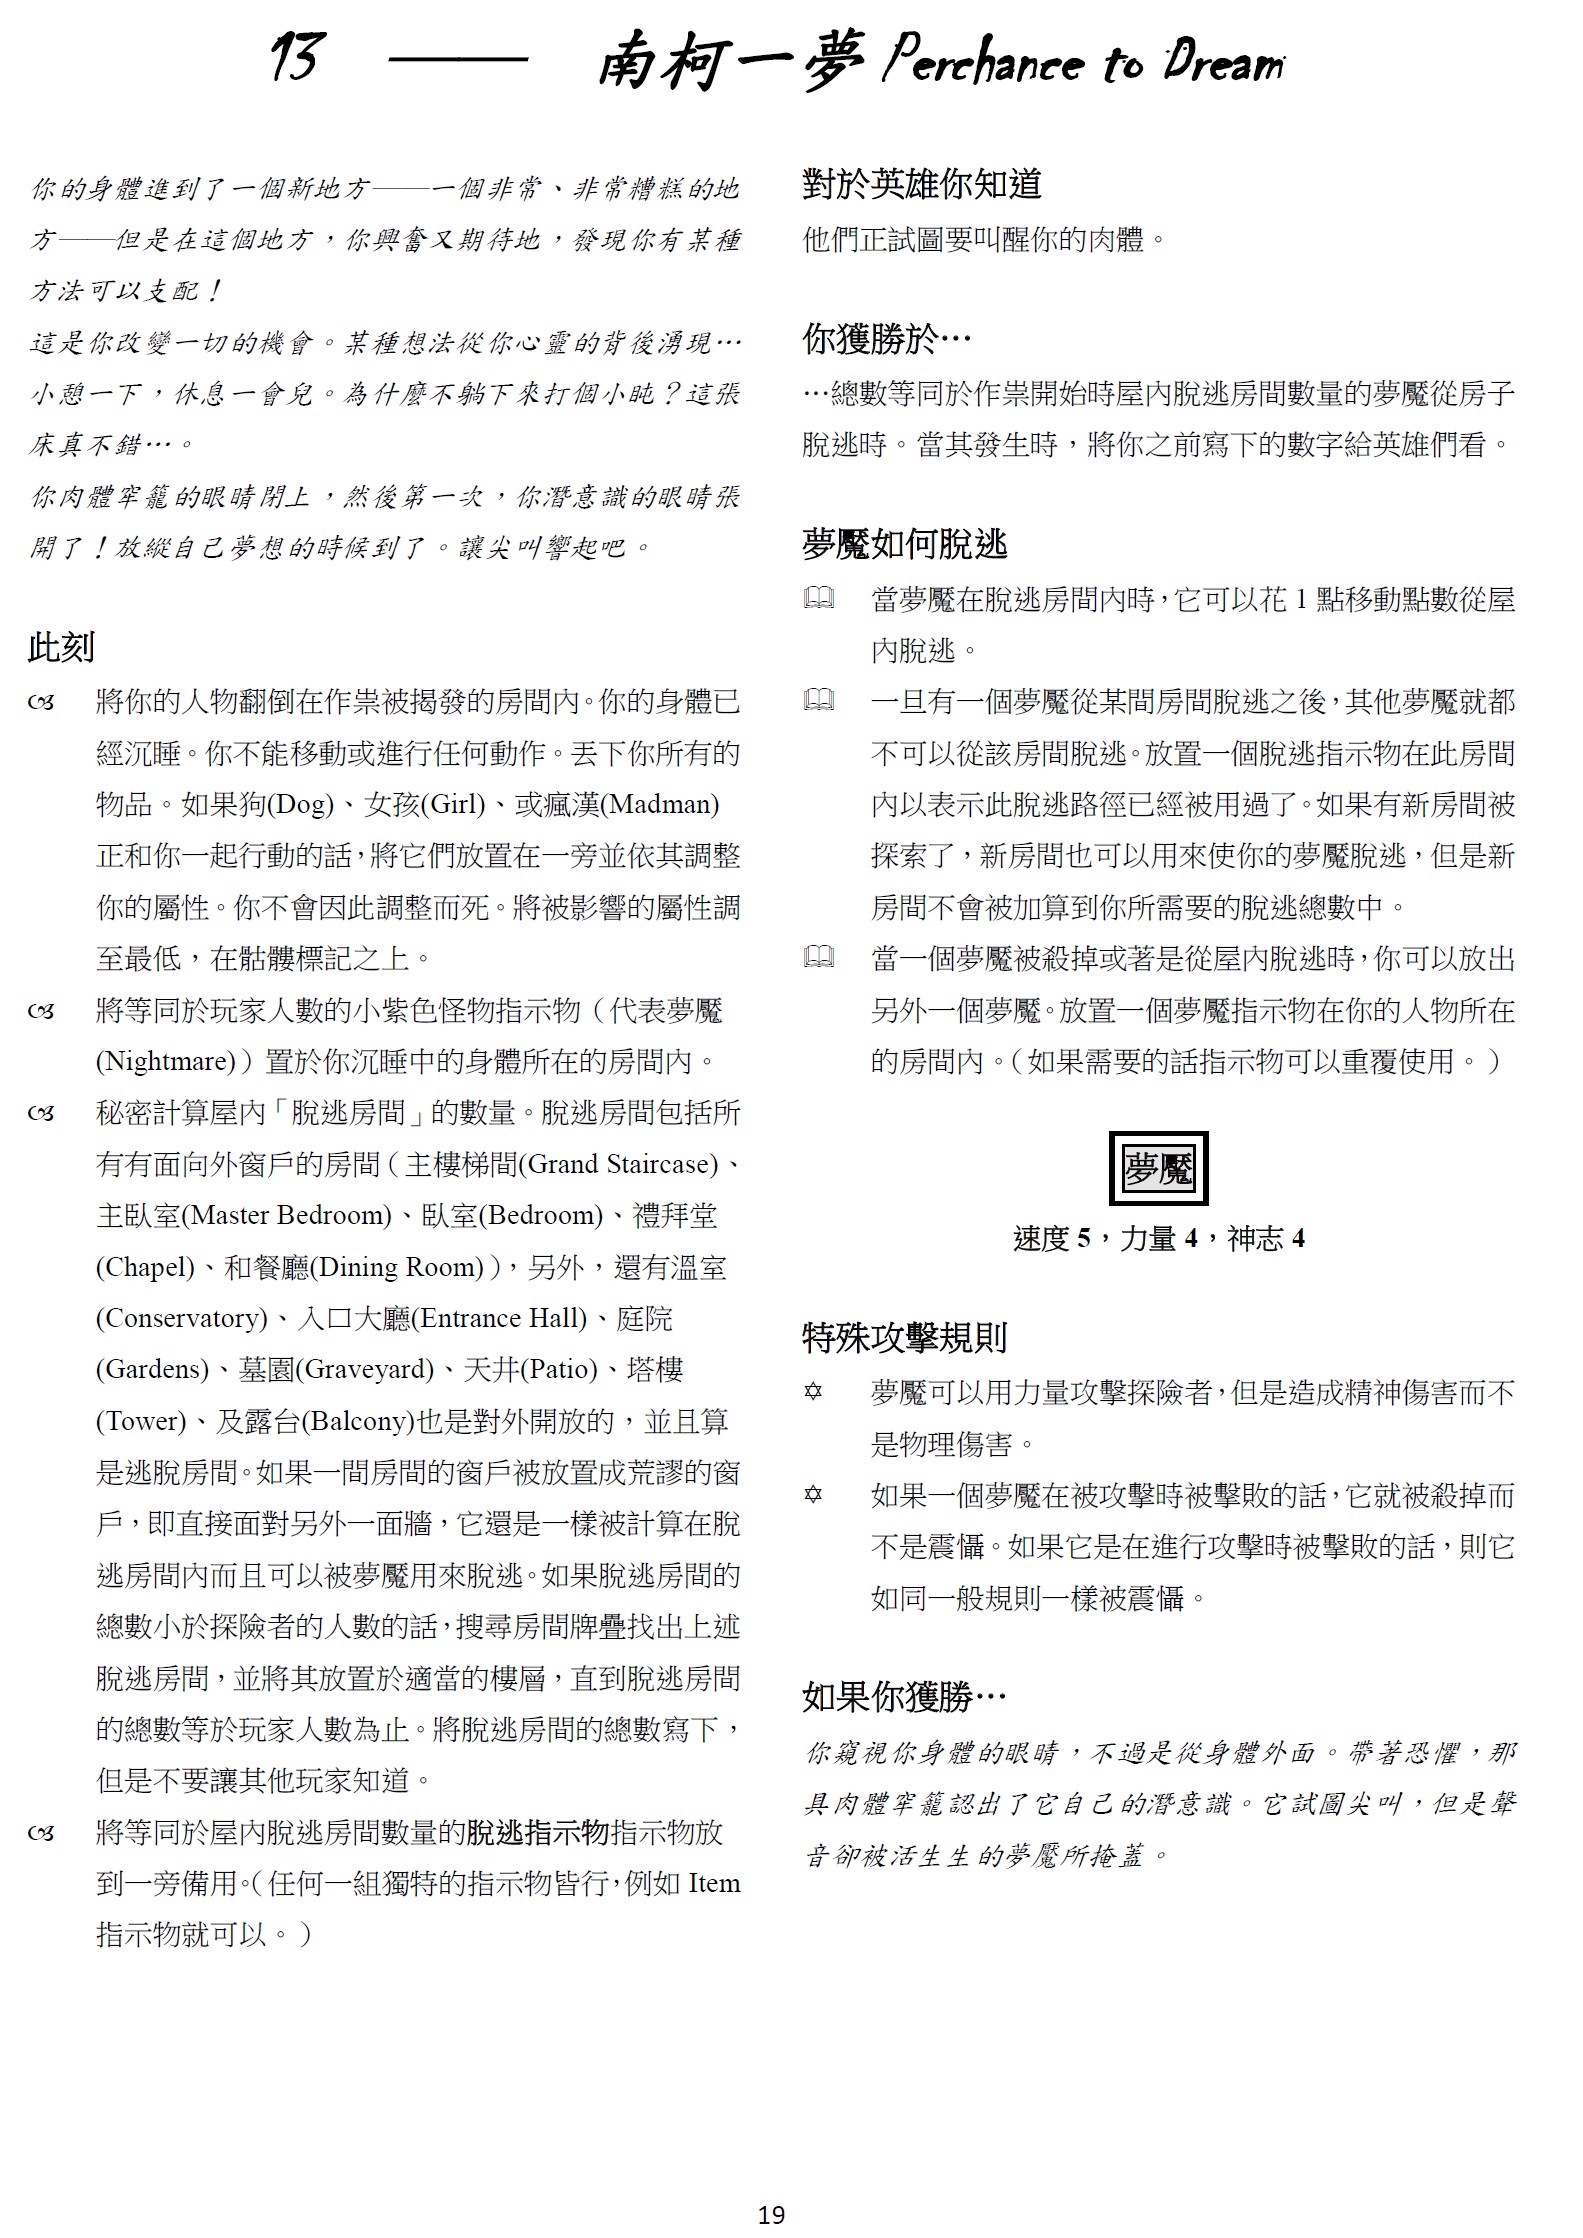 13 —— 南柯一夢 Perchance to Dream
你的身體進到了一個新地方——一個非常、非常糟糕的地
方——但是在這個地方，你興奮又期待地，發現你有某種
方法可以支配！
這是你改變一切的機會。某種想法從你心靈的背後湧現…
小憩一下，休息一會兒。為什麼不躺下來打個小盹？這張
床真不錯…。
你肉體牢籠的眼睛閉上，然後第一次，你潛意識的眼睛張
開了！放縱自己夢想的時候到了。讓尖叫響起吧。
此刻
將你的人物翻倒在作祟被揭發的房間內。你的身體已
經沉睡。你不能移動或進行任何動作。丟下你所有的
物品。如果狗(Dog)、女孩(Girl)、或瘋漢(Madman)
正和你一起行動的話，將它們放置在一旁並依其調整
你的屬性。你不會因此調整而死。將被影響的屬性調
至最低，在骷髏標記之上。
將等同於玩家人數的小紫色怪物指示物（代表夢魘
(Nightmare)）置於你沉睡中的身體所在的房間內。
秘密計算屋內「脫逃房間」的數量。脫逃房間包括所
有有面向外窗戶的房間（主樓梯間(Grand Staircase)、
主臥室(Master Bedroom)、臥室(Bedroom)、禮拜堂
(Chapel)、和餐廳(Dining Room)），另外，還有溫室
(Conservatory)、入口大廳(Entrance Hall)、庭院
(Gardens)、墓園(Graveyard)、天井(Patio)、塔樓
(Tower)、及露台(Balcony)也是對外開放的，並且算
是逃脫房間。如果一間房間的窗戶被放置成荒謬的窗
戶，即直接面對另外一面牆，它還是一樣被計算在脫
逃房間內而且可以被夢魘用來脫逃。如果脫逃房間的
總數小於探險者的人數的話，搜尋房間牌疊找出上述
脫逃房間，並將其放置於適當的樓層，直到脫逃房間
的總數等於玩家人數為止。將脫逃房間的總數寫下，
但是不要讓其他玩家知道。
將等同於屋內脫逃房間數量的脫逃指示物指示物放
到一旁備用。（任何一組獨特的指示物皆行，例如 Item
指示物就可以。）
對於英雄你知道
他們正試圖要叫醒你的肉體。
你獲勝於…
…總數等同於作祟開始時屋內脫逃房間數量的夢魘從房子
脫逃時。當其發生時，將你之前寫下的數字給英雄們看。
夢魘如何脫逃
當夢魘在脫逃房間內時，它可以花 1 點移動點數從屋
內脫逃。
一旦有一個夢魘從某間房間脫逃之後，其他夢魘就都
不可以從該房間脫逃。放置一個脫逃指示物在此房間
內以表示此脫逃路徑已經被用過了。如果有新房間被
探索了，新房間也可以用來使你的夢魘脫逃，但是新
房間不會被加算到你所需要的脫逃總數中。
當一個夢魘被殺掉或著是從屋內脫逃時，你可以放出
另外一個夢魘。放置一個夢魘指示物在你的人物所在
的房間內。（如果需要的話指示物可以重覆使用。）
夢魘
速度 5，力量 4，神志 4
特殊攻擊規則
夢魘可以用力量攻擊探險者，但是造成精神傷害而不
是物理傷害。
如果一個夢魘在被攻擊時被擊敗的話，它就被殺掉而
不是震懾。如果它是在進行攻擊時被擊敗的話，則它
如同一般規則一樣被震懾。
如果你獲勝…
你窺視你身體的眼睛，不過是從身體外面。帶著恐懼，那
具肉體牢籠認出了它自己的潛意識。它試圖尖叫，但是聲
音卻被活生生的夢魘所掩蓋。
19